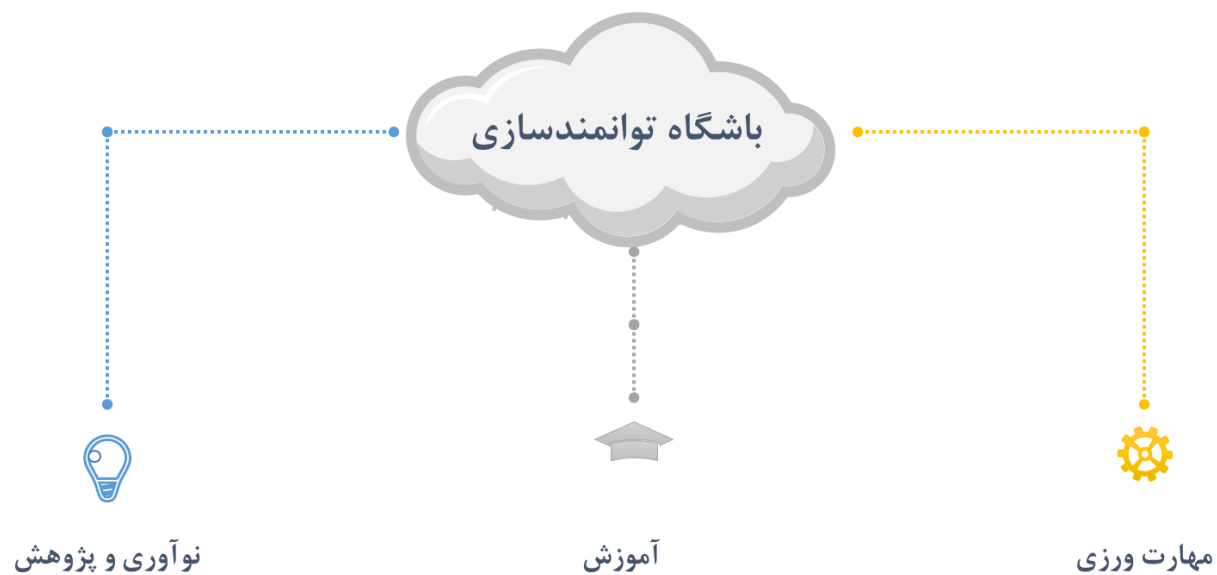 باشگاه توانمندسازی
مهارت ورزی
آموزش
نوآوری و پژوهش